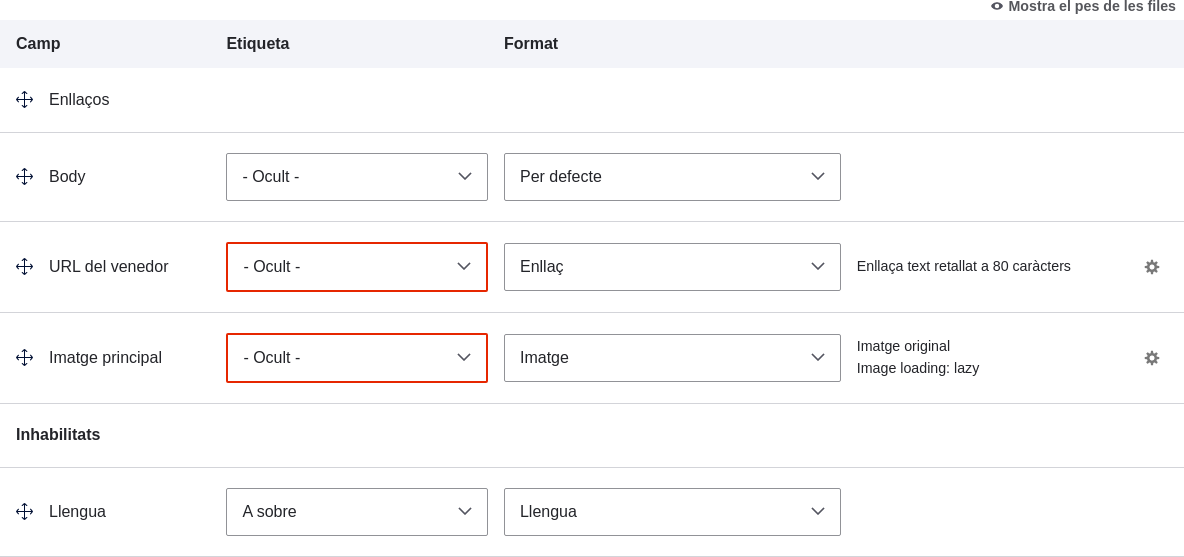 Mostra el pes de les files
Camp Etiqueta Format
Enllaços
Body - Ocult - Per defecte
URL del venedor - Ocult - Enllaç Enllaça text retallat a 80 caràcters
Imatge principal - Ocult - Imatge Imatge original
Image loading: lazy
Inhabilitats
Llengua A sobre Llengua